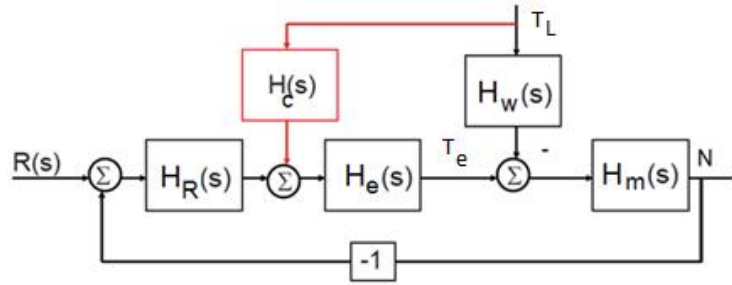 T_L
H_c(s)
H_w(s)
R(s) Σ H_R(s) Σ H_e(s) T_e Σ - H_m(s) N
-1